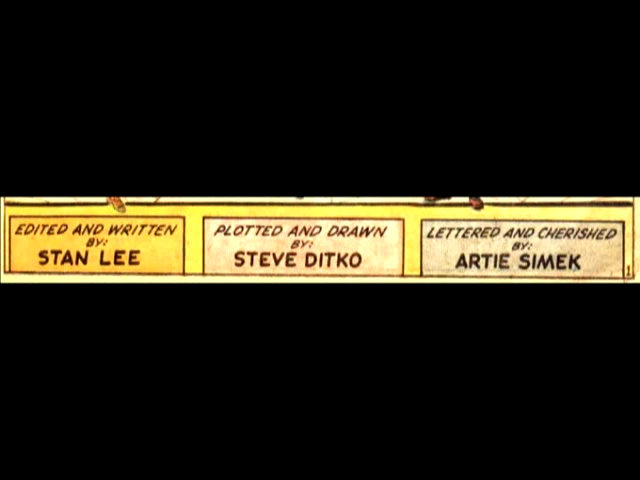 EDITED AND WRITTEN
BY:
STAN LEE
PLOTTED AND DRAWN
BY:
STEVE DITKO
LETTERED AND CHERISHED
BY:
ARTIE SIMEK
1